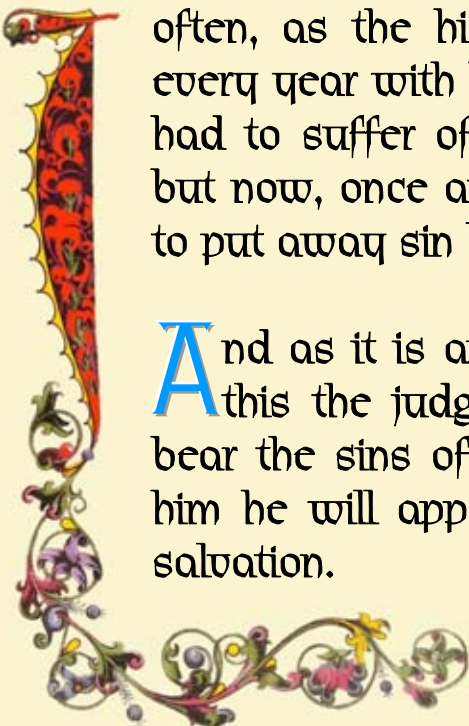 often, as the hi
every year with
had to suffer of
but now, once a
to put away sin
And as it is a
this the judg
bear the sins of
him he will app
salvation.